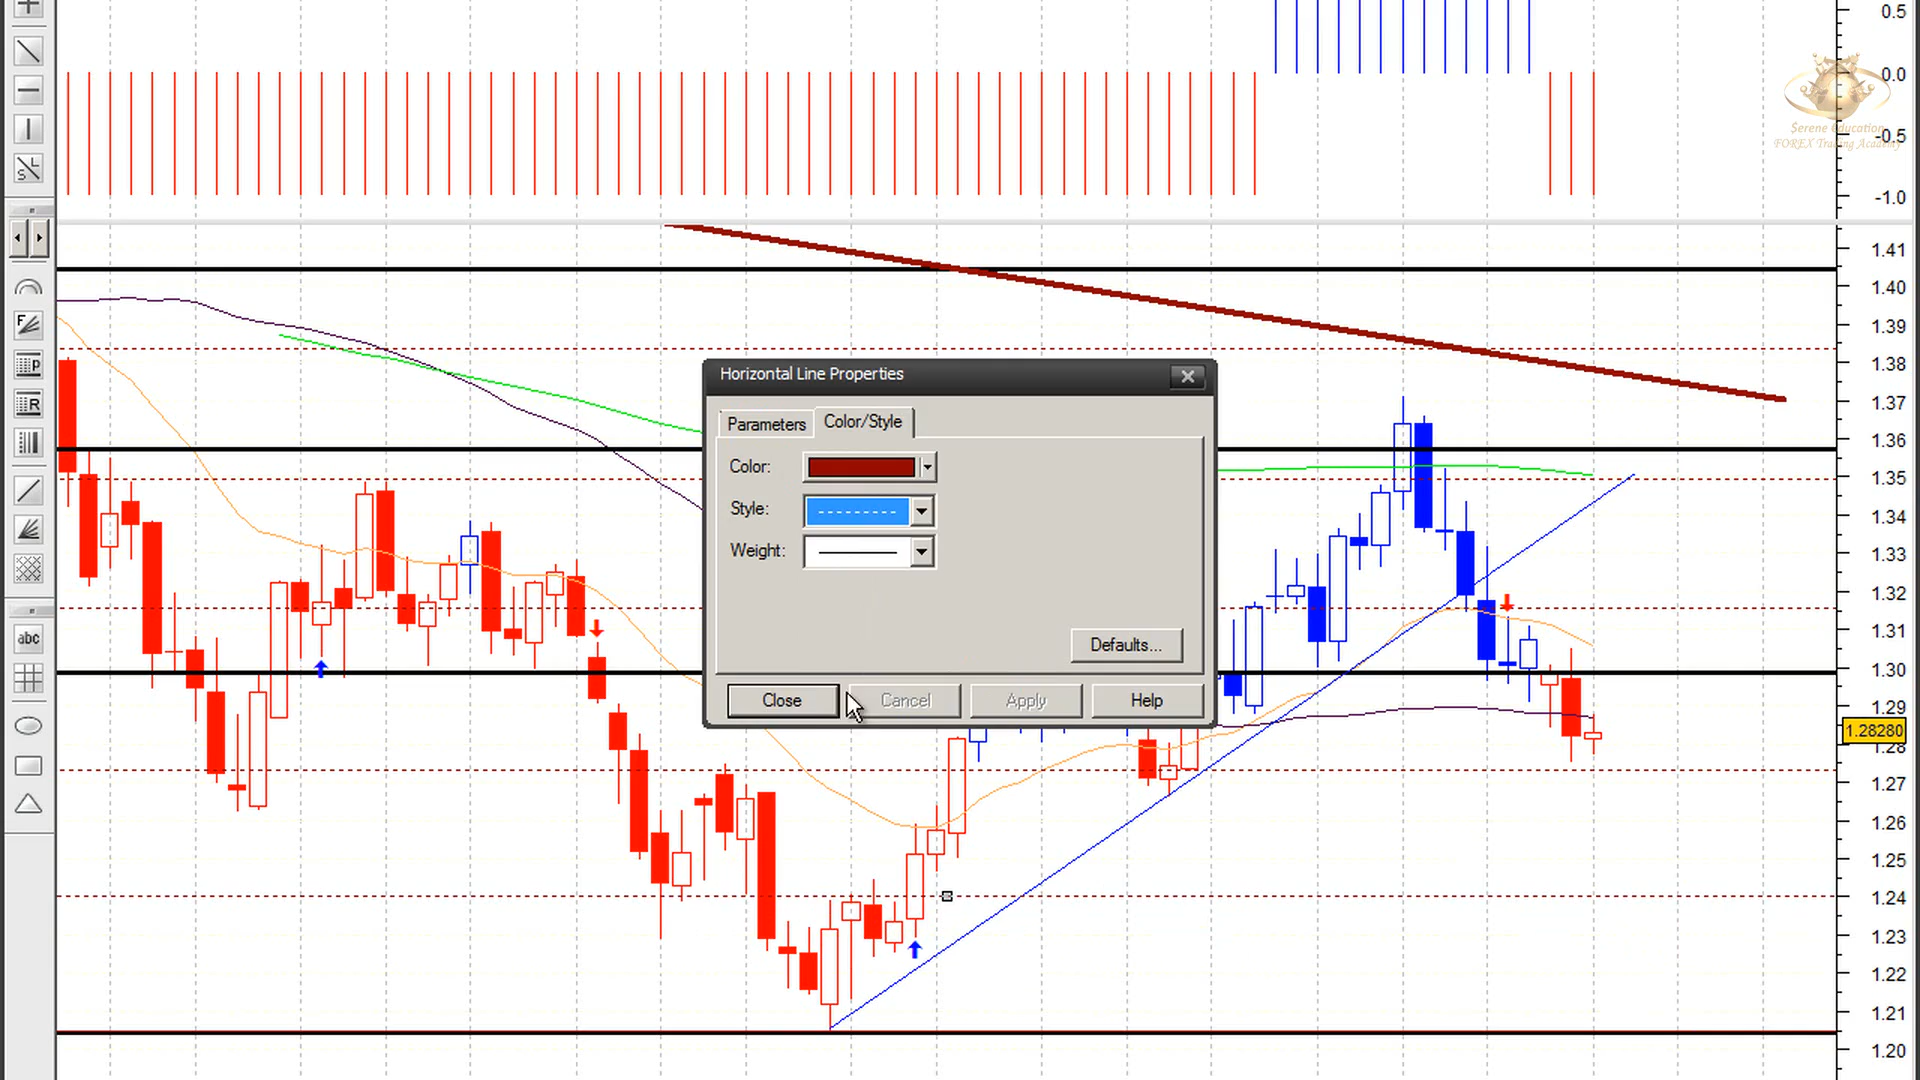 0.5
0.0
-0.5
-1.0
Serene Education
FOREX Trading Academy
1.41
1.40
1.39
1.38
1.37
1.36
1.35
1.34
1.33
1.32
1.31
1.30
1.29
1.28280
1.28
1.27
1.26
1.25
1.24
1.23
1.22
1.21
1.20
Horizontal Line Properties
Parameters
Color/Style
Color:
Style:
Weight:
Defaults...
Close
Cancel
Apply
Help
S
L
F
P
R
abc